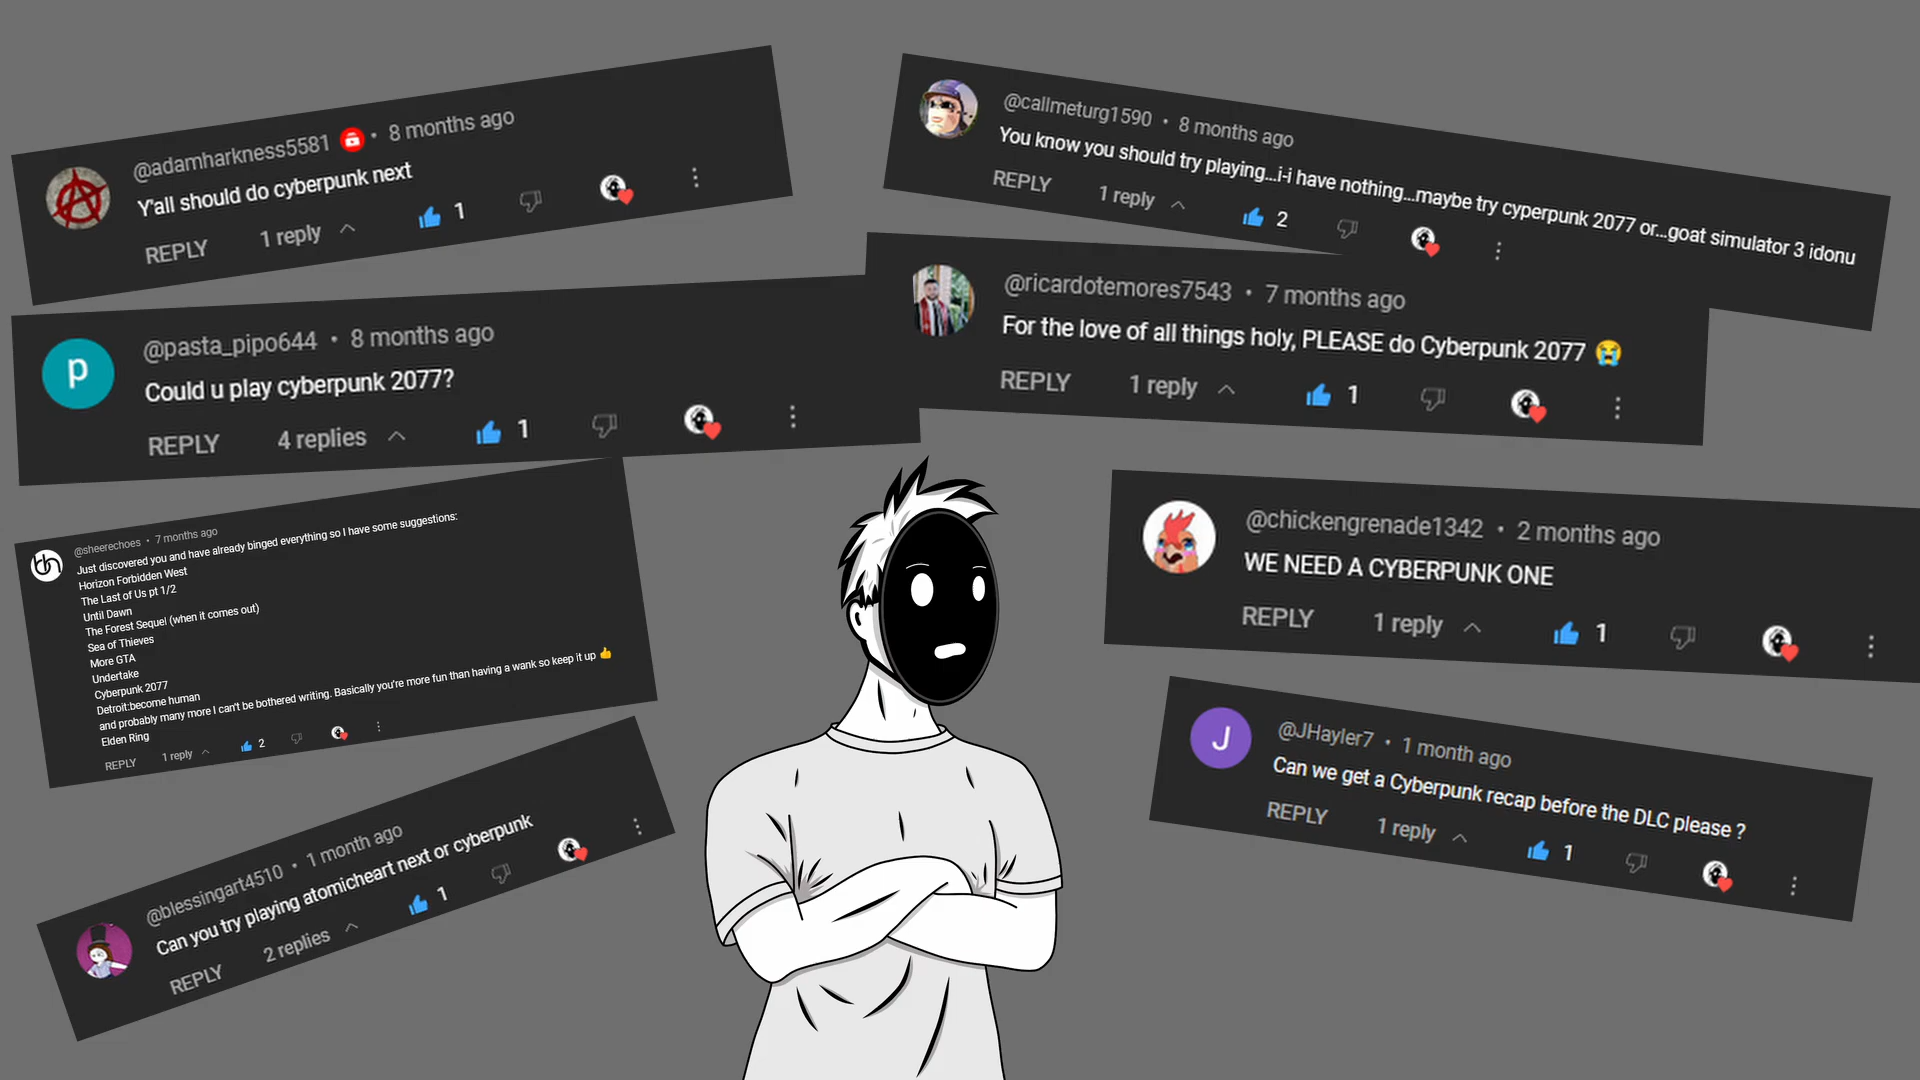 @adamharkness5581 • 8 months ago
Y'all should do cyberpunk next
REPLY 1 reply 1
@callmeturg1590 • 8 months ago
You know you should try playing...i-i have nothing...maybe try cyperpunk 2077 or...goat simulator 3 idonu
REPLY 1 reply 2
@pasta_pipo644 • 8 months ago
p
Could u play cyberpunk 2077?
REPLY 4 replies 1
@ricardotemores7543 • 7 months ago
For the love of all things holy, PLEASE do Cyberpunk 2077 😭
REPLY 1 reply 1
@sheerechoes • 7 months ago
Just discovered you and have already binged everything so I have some suggestions:
Horizon Forbidden West
The Last of Us pt 1/2
Until Dawn
The Forest Sequel (when it comes out)
Sea of Thieves
More GTA
Undertake
Cyberpunk 2077
Detroit:become human
and probably many more I can't be bothered writing. Basically you're more fun than having a wank so keep it up 👍
Elden Ring
REPLY 1 reply 2
@chickengrenade1342 • 2 months ago
WE NEED A CYBERPUNK ONE
REPLY 1 reply 1
@blessingart4510 • 1 month ago
Can you try playing atomicheart next or cyberpunk
REPLY 2 replies 1
@JHayler7 • 1 month ago
J
Can we get a Cyberpunk recap before the DLC please ?
REPLY 1 reply 1